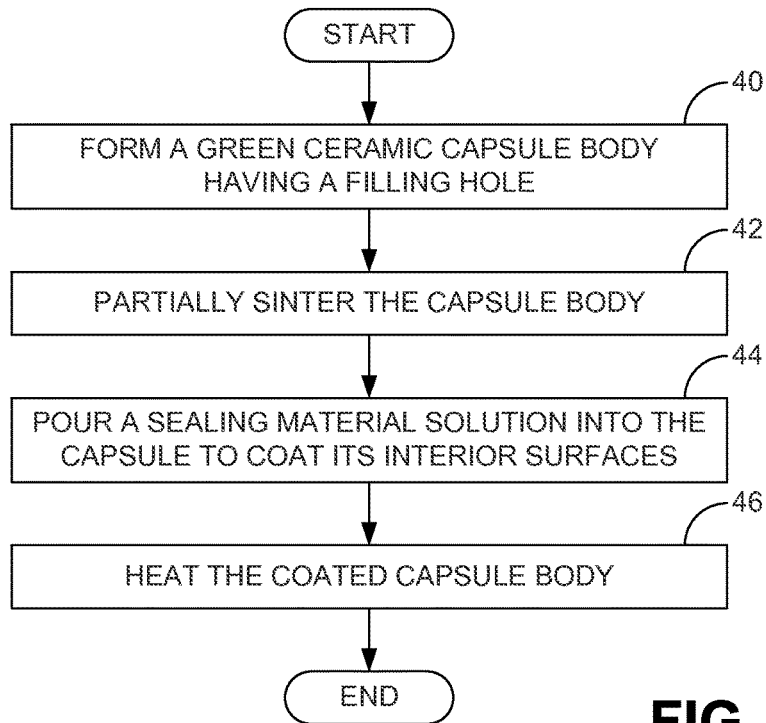 START
40
FORM A GREEN CERAMIC CAPSULE BODY
HAVING A FILLING HOLE
42
PARTIALLY SINTER THE CAPSULE BODY
44
POUR A SEALING MATERIAL SOLUTION INTO THE
CAPSULE TO COAT ITS INTERIOR SURFACES
46
HEAT THE COATED CAPSULE BODY
END
FIG